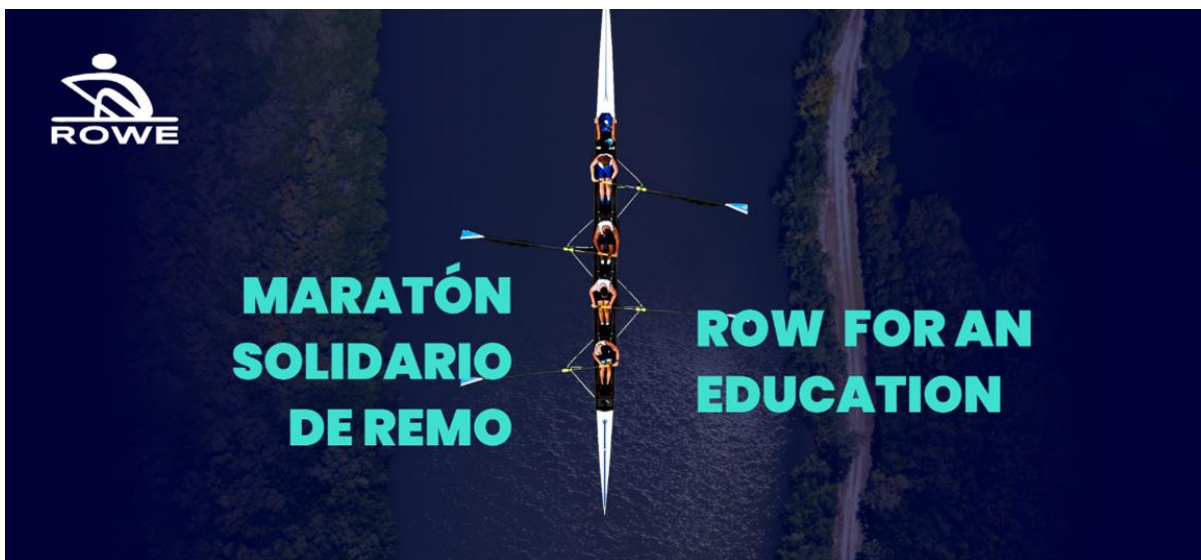 ROWE
MARATÓN
SOLIDARIO
DE REMO
ROW FOR AN
EDUCATION